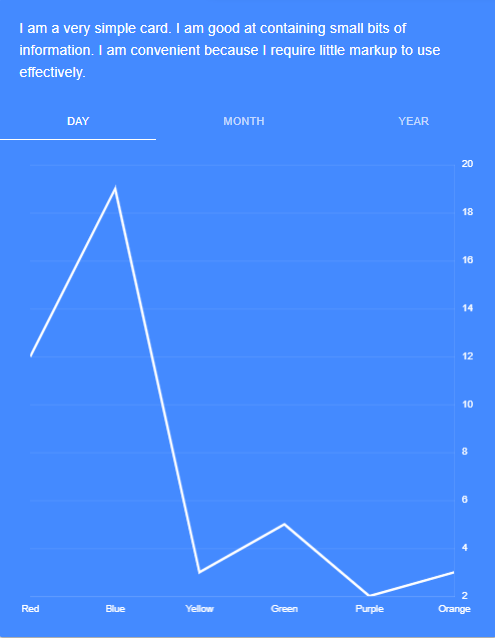 I am a very simple card. I am good at containing small bits of
information. I am convenient because I require little markup to use
effectively.
DAY MONTH YEAR
20
18
16
14
12
10
8
6
4
2
Red Blue Yellow Green Purple Orange